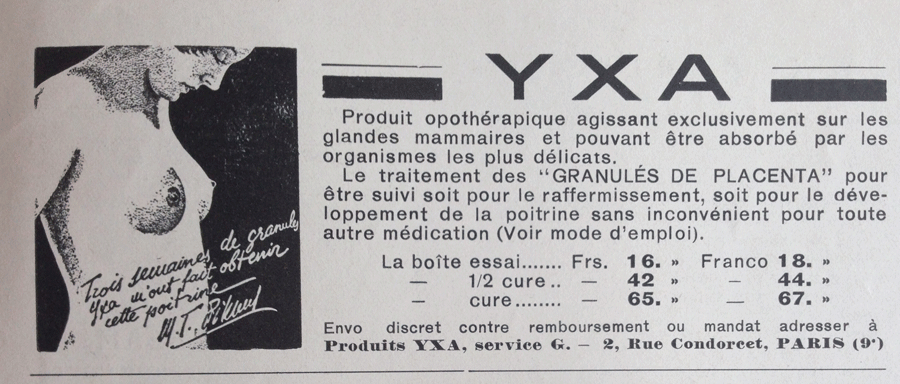 YXA
Produit opothérapique agissant exclusivement sur les
glandes mammaires et pouvant être absorbé par les
organismes les plus délicats.
Le traitement des "GRANULÉS DE PLACENTA" pour
être suivi soit pour le raffermissement, soit pour le déve-
loppement de la poitrine sans inconvénient pour toute
autre médication (Voir mode d'emploi).
La boîte essai....... Frs. 16. » Franco 18. »
— 1/2 cure .. — 42 » — 44. »
— cure........ — 65. » — 67. »
Envo discret contre remboursement ou mandat adresser à
Produits YXA, service G. — 2, Rue Condorcet, PARIS (9e)
Trois semaines de granules
Yxa m'ont fait obtenir
cette poitrine
M.T.